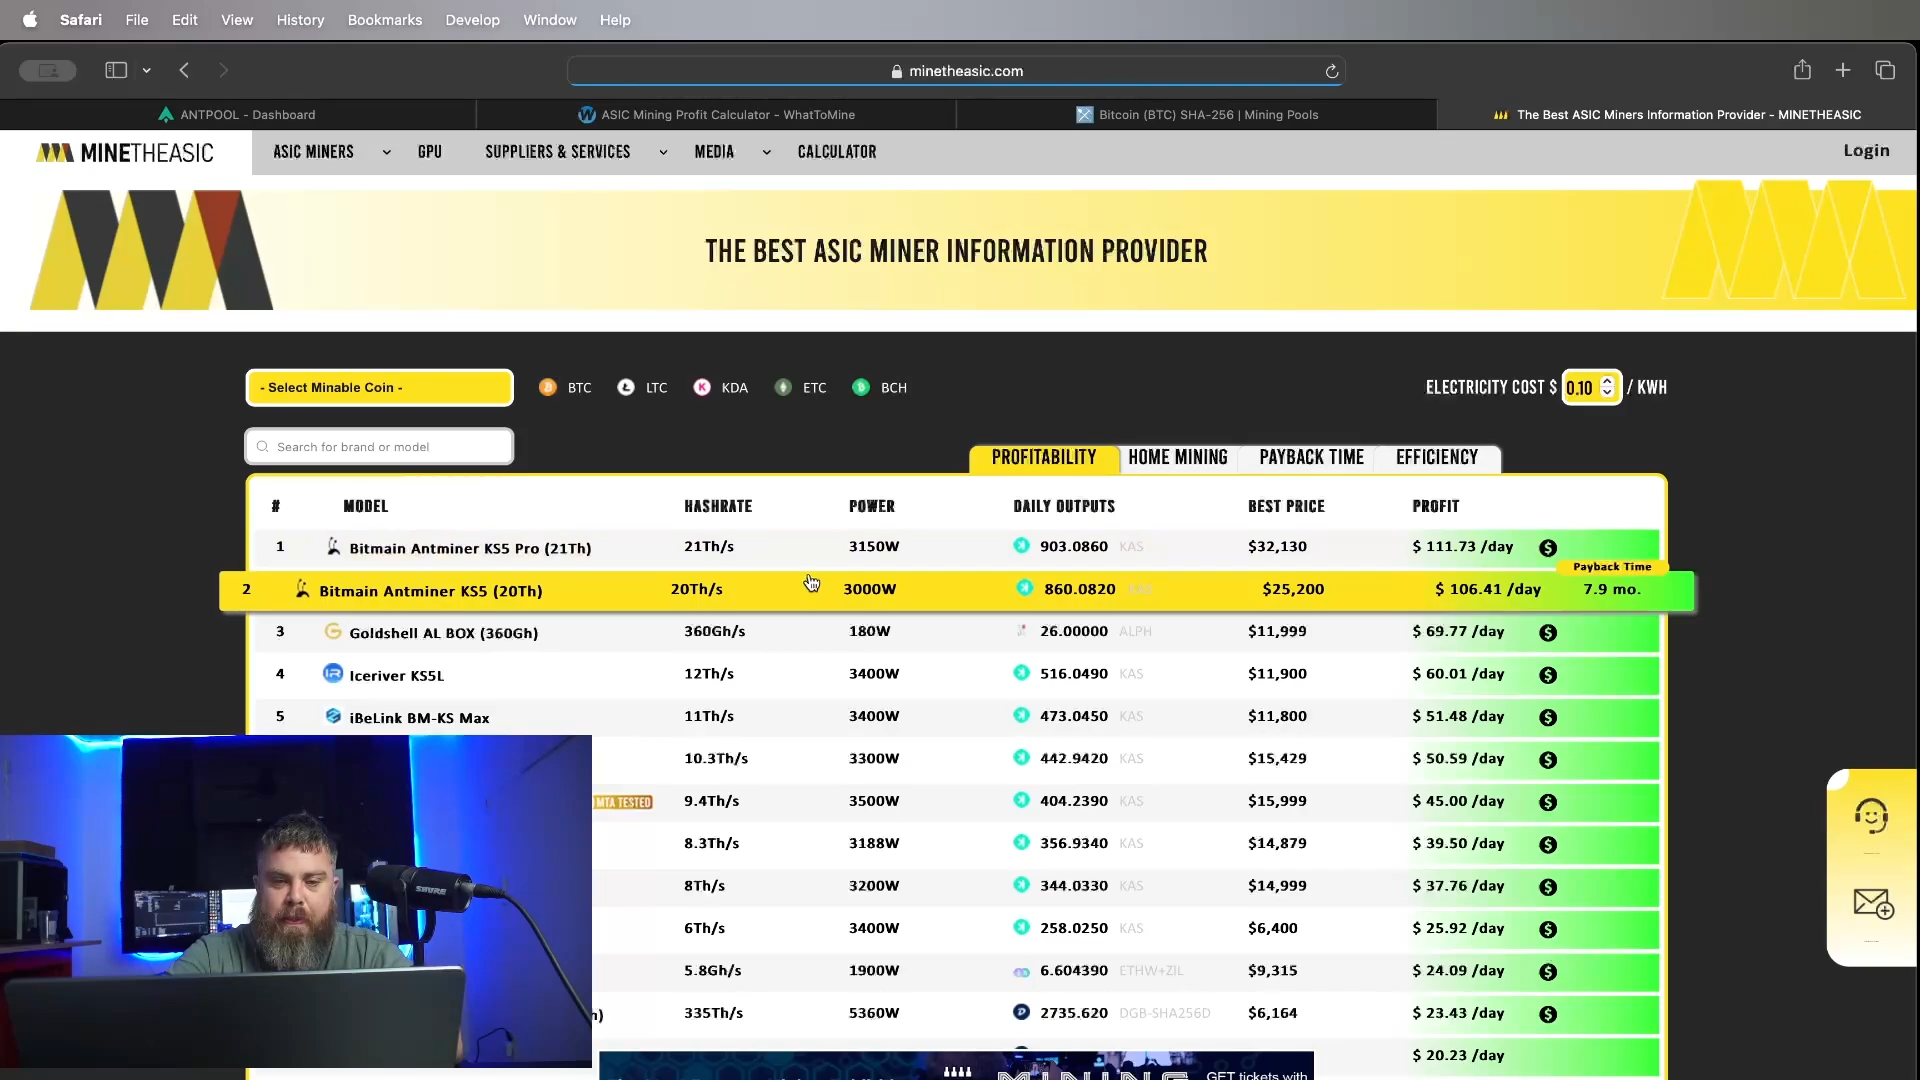 Safari File Edit View History Bookmarks Develop Window Help
minetheasic.com
ANTPOOL - Dashboard
ASIC Mining Profit Calculator - WhatToMine
Bitcoin (BTC) SHA-256 | Mining Pools
The Best ASIC Miners Information Provider - MINETHEASIC
MINETHEASIC
ASIC MINERS GPU SUPPLIERS & SERVICES MEDIA CALCULATOR
Login
THE BEST ASIC MINER INFORMATION PROVIDER
- Select Minable Coin -
BTC LTC KDA ETC BCH
ELECTRICITY COST $ 0.10 / KWH
Search for brand or model
PROFITABILITY HOME MINING PAYBACK TIME EFFICIENCY
# MODEL HASHRATE POWER DAILY OUTPUTS BEST PRICE PROFIT
1 Bitmain Antminer KS5 Pro (21Th) 21Th/s 3150W 903.0860 KAS $32,130 $ 111.73 /day
Payback Time
2 Bitmain Antminer KS5 (20Th) 20Th/s 3000W 860.0820 $25,200 $ 106.41 /day 7.9 mo.
3 Goldshell AL BOX (360Gh) 360Gh/s 180W 26.00000 ALPH $11,999 $ 69.77 /day
4 Iceriver KS5L 12Th/s 3400W 516.0490 KAS $11,900 $ 60.01 /day
5 iBeLink BM-KS Max 11Th/s 3400W 473.0450 KAS $11,800 $ 51.48 /day
10.3Th/s 3300W 442.9420 KAS $15,429 $ 50.59 /day
MTA TESTED 9.4Th/s 3500W 404.2390 KAS $15,999 $ 45.00 /day
8.3Th/s 3188W 356.9340 KAS $14,879 $ 39.50 /day
8Th/s 3200W 344.0330 KAS $14,999 $ 37.76 /day
6Th/s 3400W 258.0250 KAS $6,400 $ 25.92 /day
5.8Gh/s 1900W 6.604390 ETHW+ZIL $9,315 $ 24.09 /day
335Th/s 5360W 2735.620 DGB-SHA256D $6,164 $ 23.43 /day
$ 20.23 /day
SHURE
MINING
GET tickets with